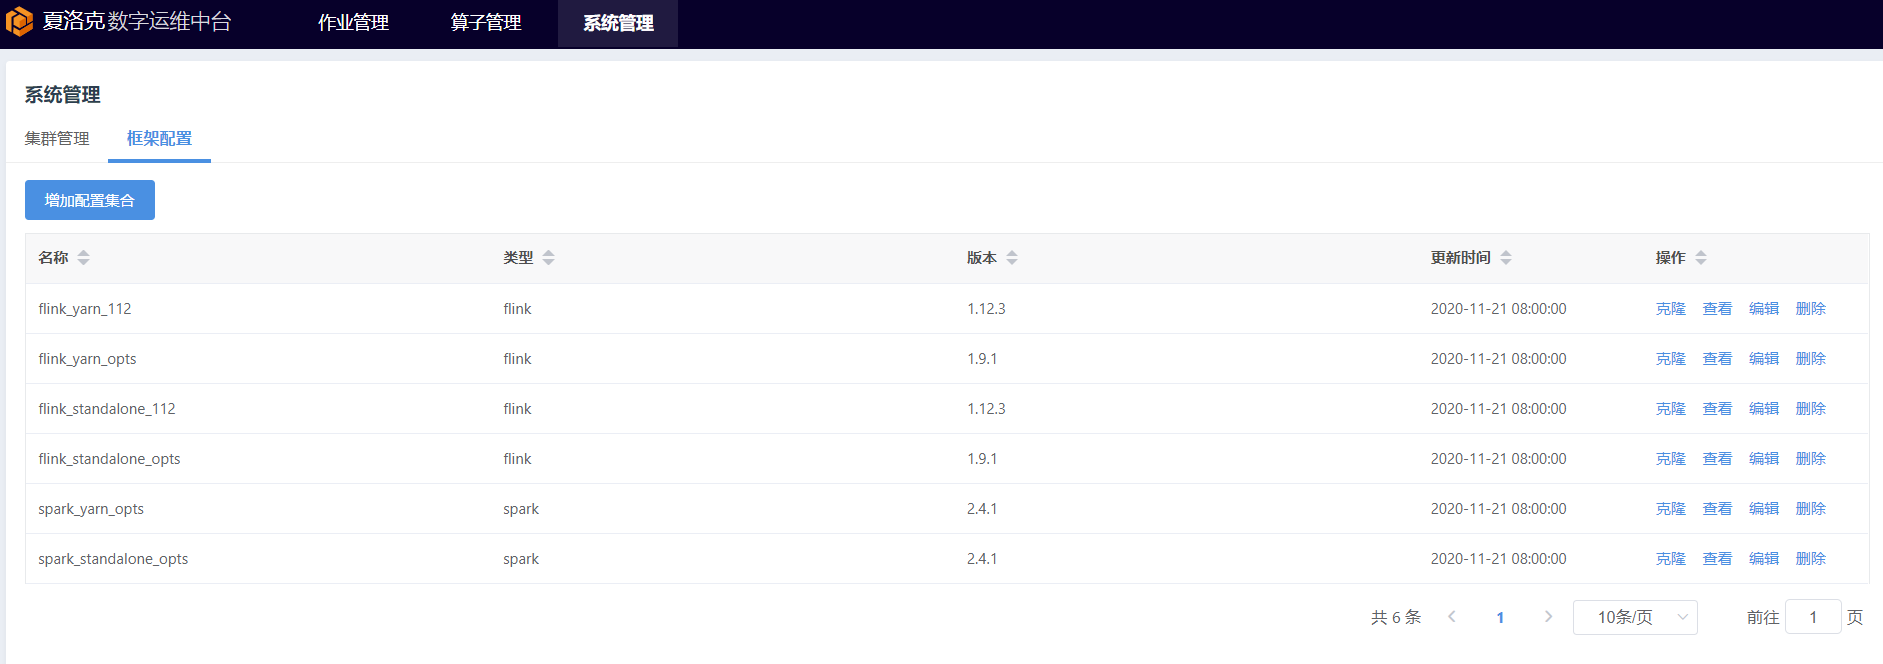 夏洛克数字运维中台 作业管理 算子管理 系统管理
系统管理
集群管理 框架配置
增加配置集合
名称 类型 版本 更新时间 操作
flink_yarn_112 flink 1.12.3 2020-11-21 08:00:00 克隆 查看 编辑 删除
flink_yarn_opts flink 1.9.1 2020-11-21 08:00:00 克隆 查看 编辑 删除
flink_standalone_112 flink 1.12.3 2020-11-21 08:00:00 克隆 查看 编辑 删除
flink_standalone_opts flink 1.9.1 2020-11-21 08:00:00 克隆 查看 编辑 删除
spark_yarn_opts spark 2.4.1 2020-11-21 08:00:00 克隆 查看 编辑 删除
spark_standalone_opts spark 2.4.1 2020-11-21 08:00:00 克隆 查看 编辑 删除
共 6 条 1 10条/页 前往 1 页